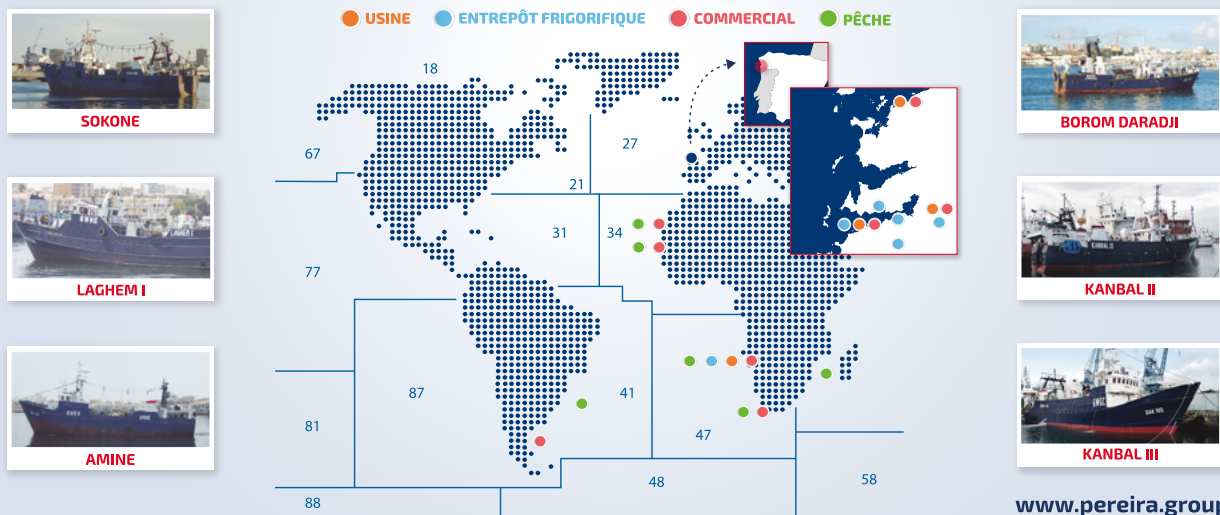 USINE
ENTREPÔT FRIGORIFIQUE
COMMERCIAL
PÊCHE
SOKONE
LAGHEM I
AMINE
18
67
27
21
31
34
77
87
41
81
47
48
58
88
BOROM DARADJI
KANBAL II
KANBAL III
www.pereira.group